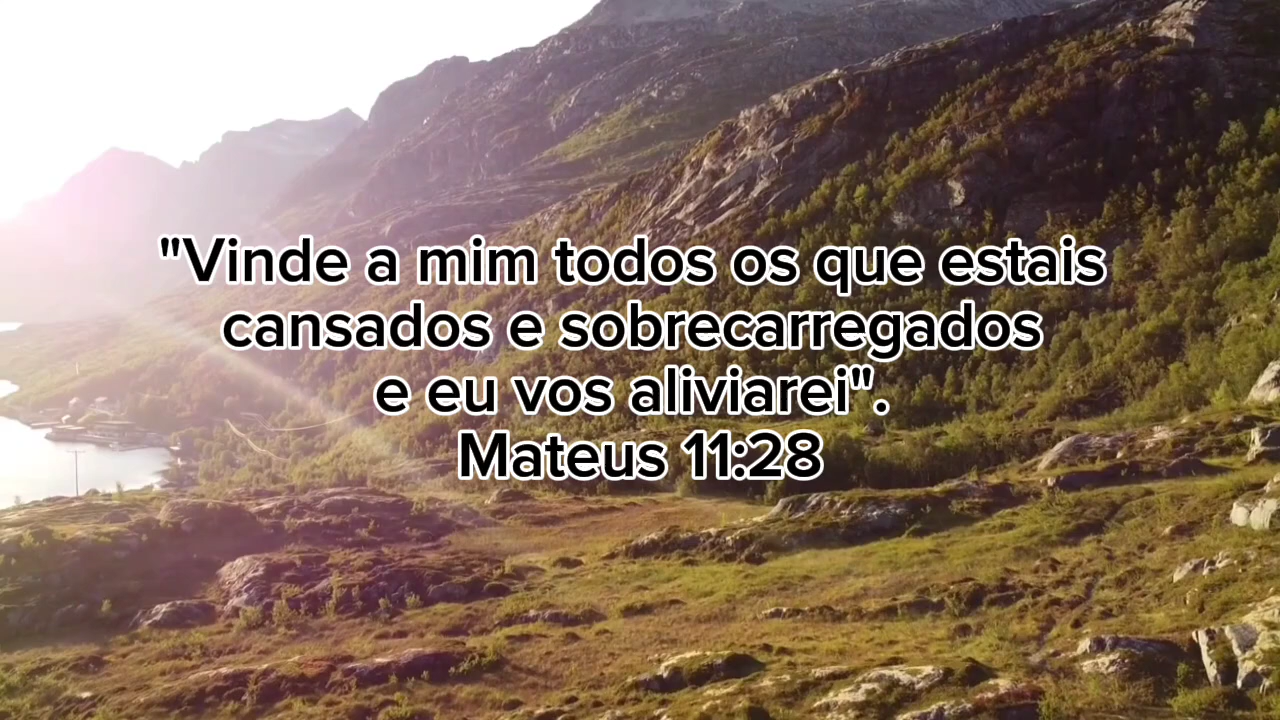 "Vinde a mim todos os que estais
cansados e sobrecarregados
e eu vos aliviarei".
Mateus 11:28